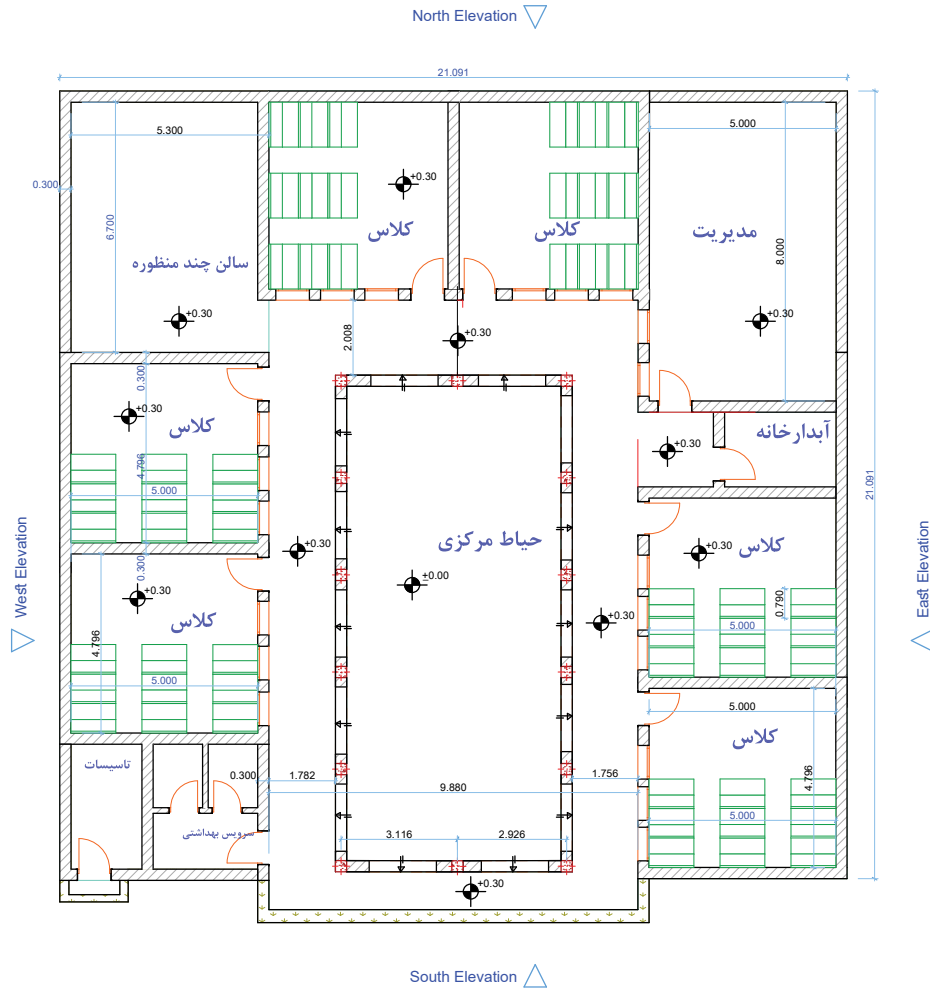 North Elevation
21.091
5.300
5.000
0.300
+0.30
6.700
کلاس
کلاس
مدیریت
8.000
سالن چند منظوره
+0.30
+0.30
2.008
+0.30
0.300
+0.30
کلاس
آبدارخانه
+0.30
4.796
5.000
21.091
حیاط مرکزی
کلاس
+0.30
+0.30
0.300
±0.00
+0.30
0.790
West Elevation
East Elevation
کلاس
+0.30
5.000
4.796
5.000
5.000
کلاس
تاسیسات
0.300
1.782
1.756
4.796
9.880
5.000
سرویس بهداشتی
3.116
2.926
+0.30
South Elevation